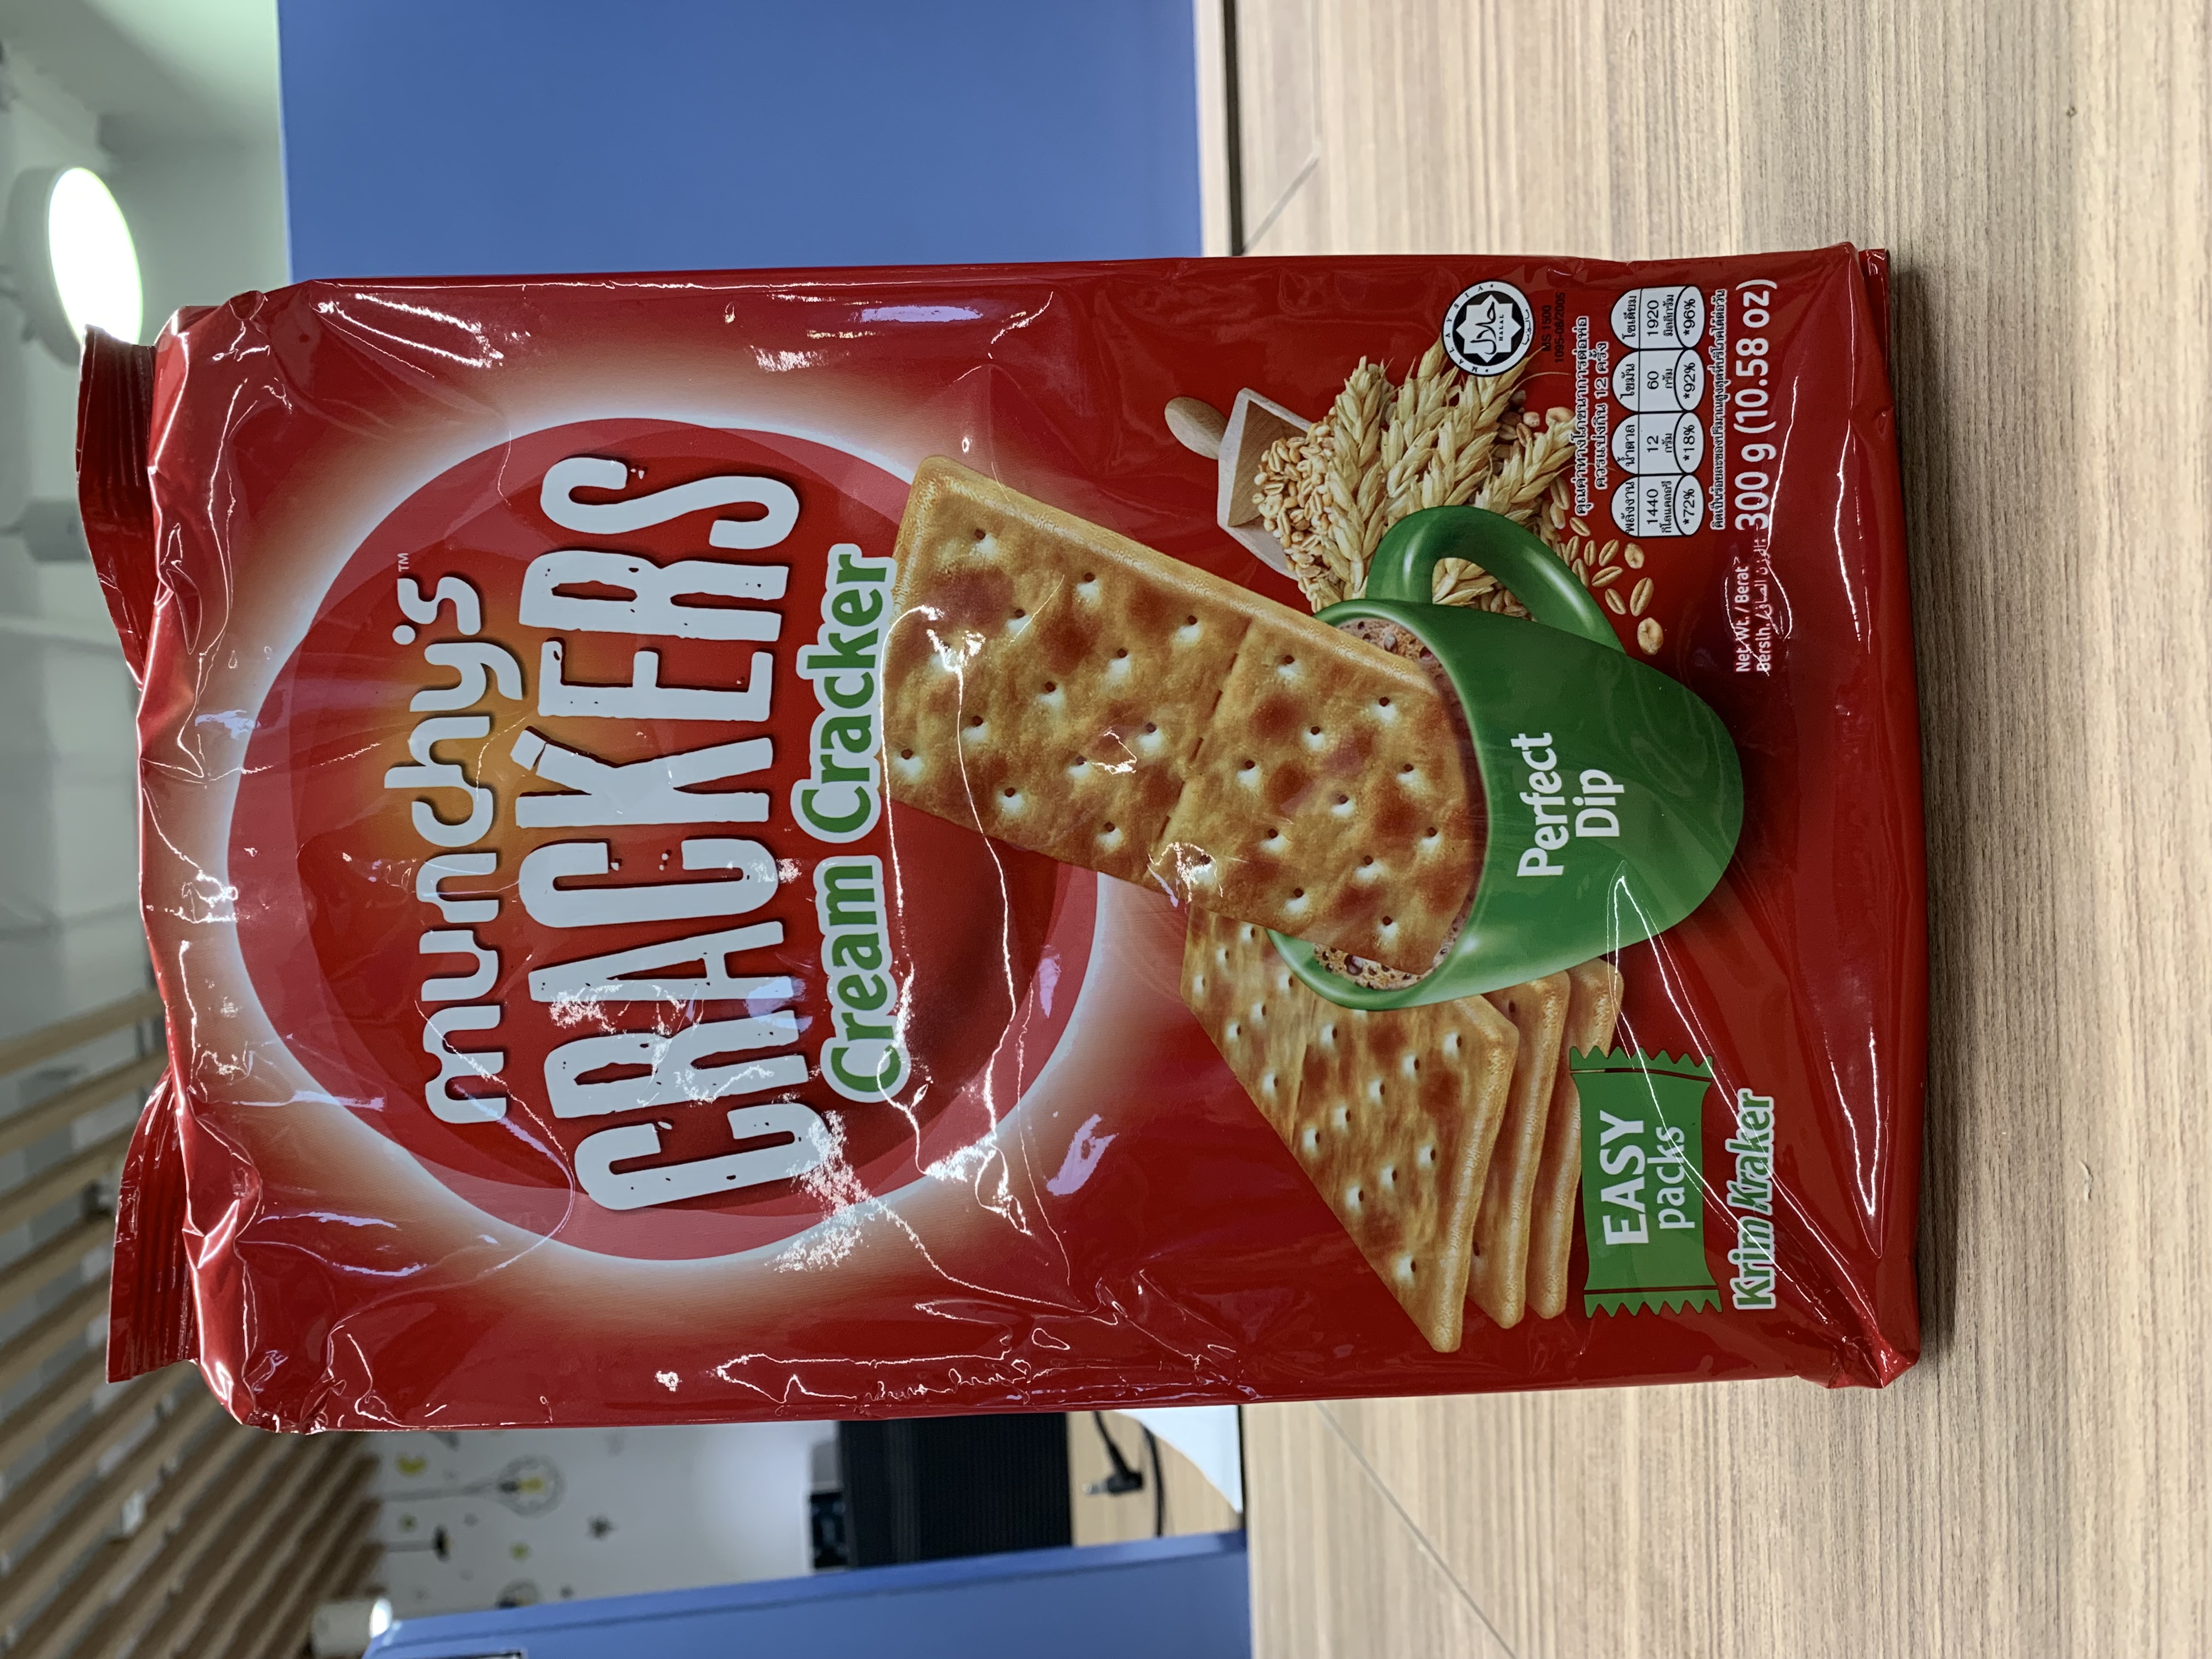 munchy's™
CRACKERS
Cream Cracker
Perfect
Dip
EASY
packs
Krim Kraker
MALAYSIA
حلال
HALAL
ماليزيا
MS 1500
1095-08/2005
คุณค่าทางโภชนาการต่อห่อ
ควรแบ่งกิน 12 ครั้ง
พลังงาน น้ำตาล ไขมัน โซเดียม
1440 12 60 1920
กิโลแคลอรี กรัม กรัม มิลลิกรัม
*72% *18% *92% *96%
*คิดเป็นร้อยละของปริมาณสูงสุดที่บริโภคได้ต่อวัน
Net. Wt. / Berat
Bersih. / الوزن الصافي: 300 g (10.58 oz)